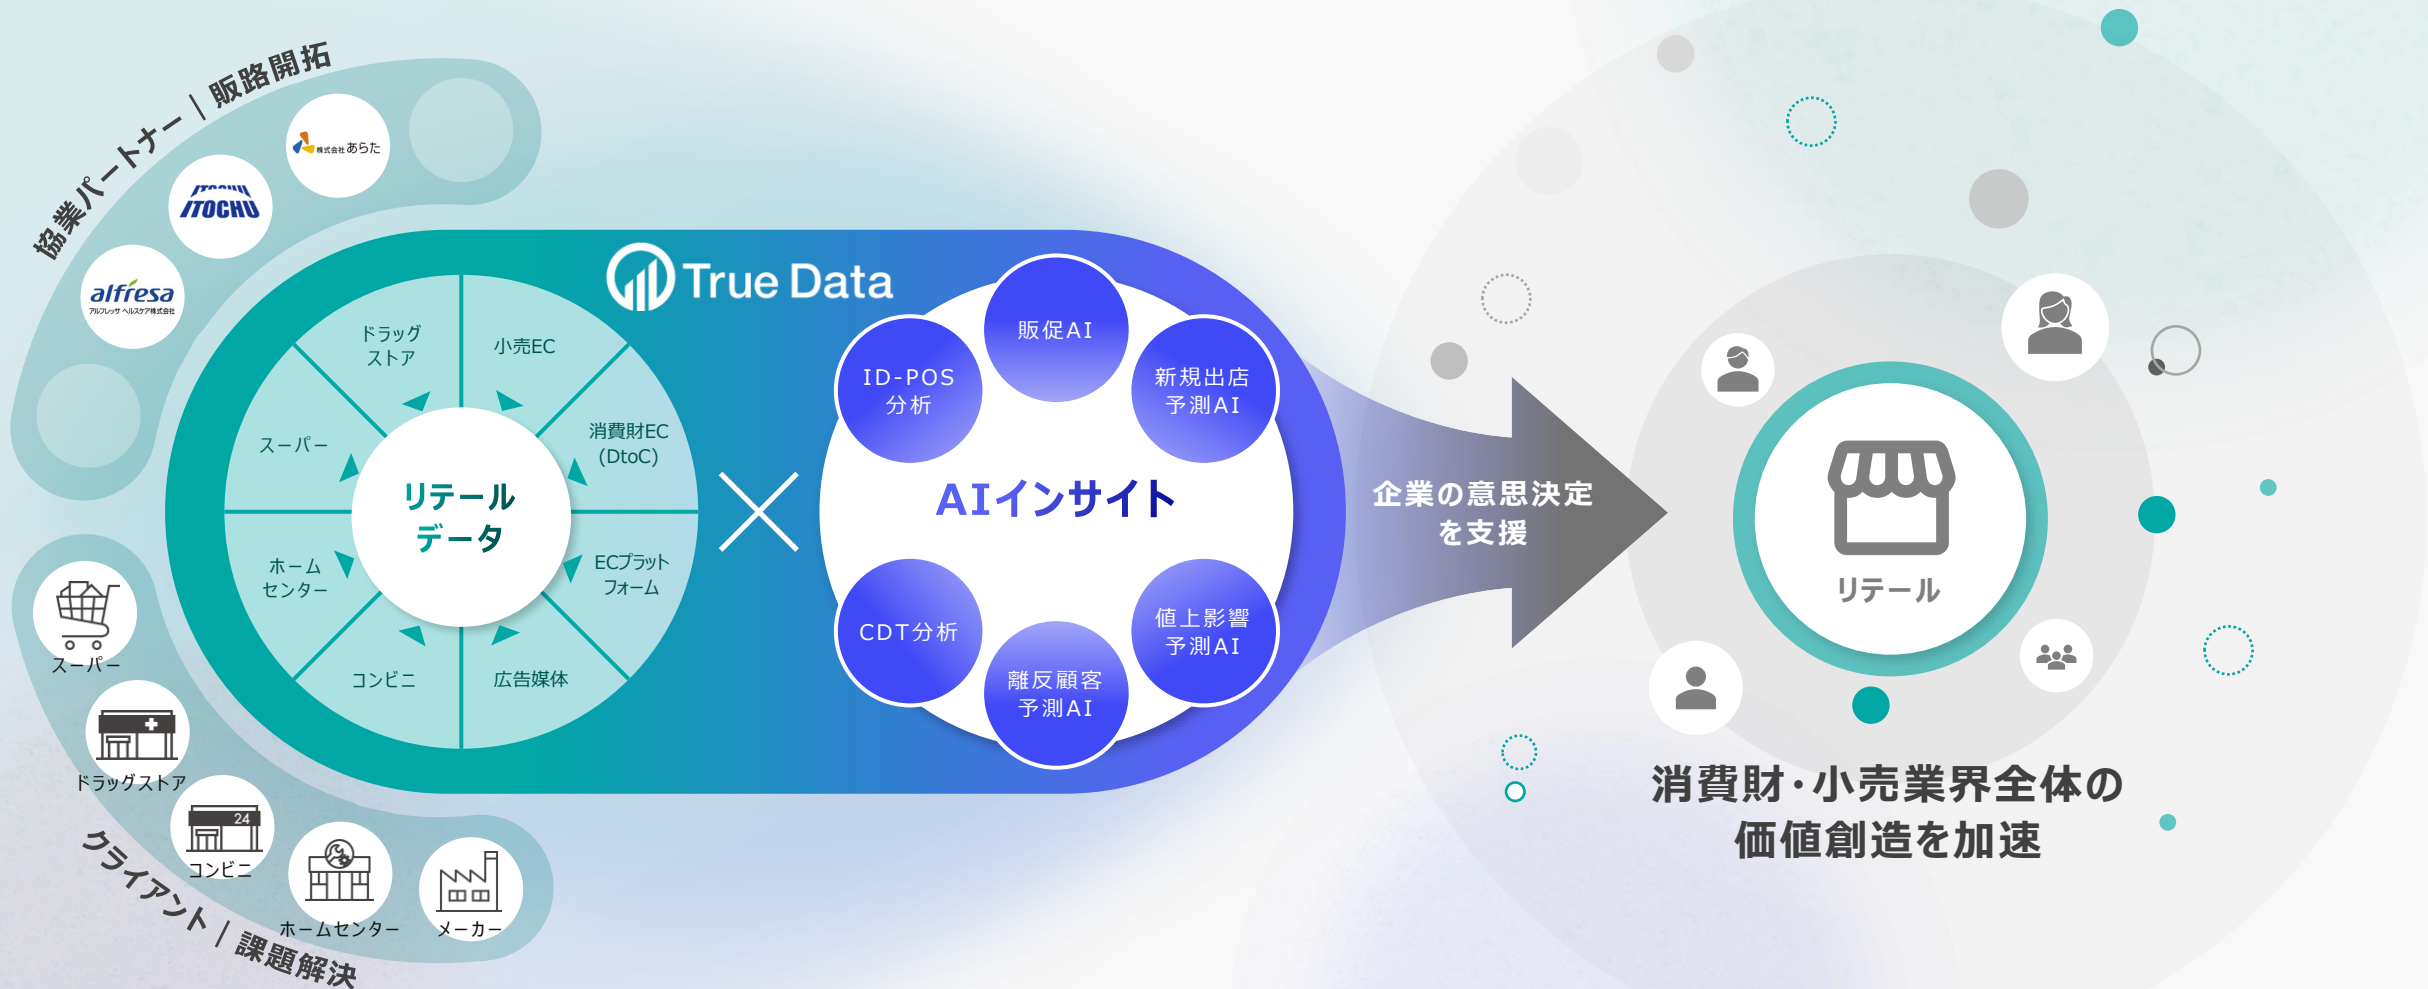 協業パートナー｜販路開拓
株式会社あらた
ITOCHU
ITOCHU
alfresa
アルフレッサ ヘルスケア株式会社
True Data
ドラッグ
ストア
小売EC
消費財EC
(DtoC)
ECプラット
フォーム
広告媒体
コンビニ
ホーム
センター
スーパー
リテール
データ
販促AI
新規出店
予測AI
値上影響
予測AI
離反顧客
予測AI
CDT分析
ID-POS
分析
AIインサイト
企業の意思決定
を支援
リテール
消費財・小売業界全体の
価値創造を加速
スーパー
ドラッグストア
24
コンビニ
ホームセンター
メーカー
クライアント｜課題解決